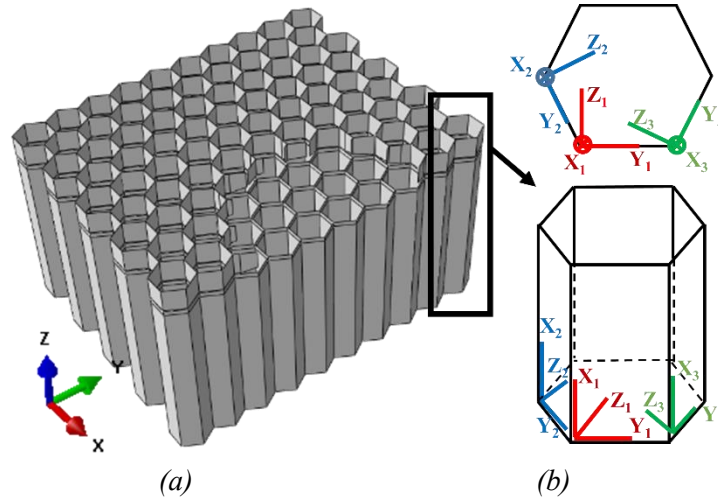 Z
Y
X
(a)
X₂
Z₂
Y₂
Z₁
X₁
Y₁
Z₃
X₃
Y
X₂
Z₂
Y₂
X₁
Z₁
Y₁
X₃
Z₃
Y
(b)